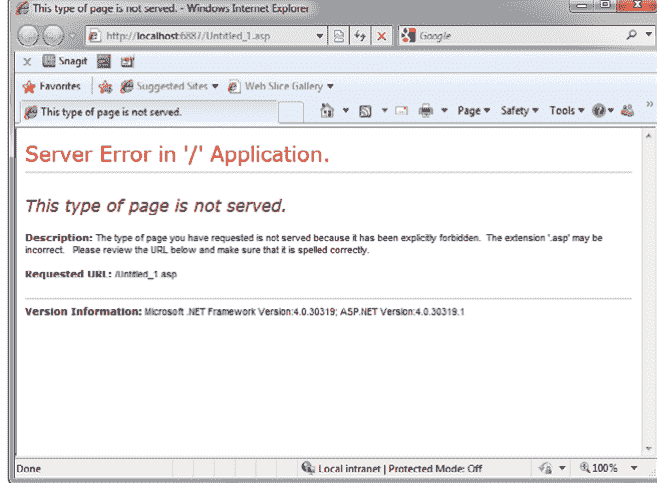 This type of page is not served. - Windows Internet Explorer
http://localhost:6887/Untitled_1.asp
Google
x Snagit
Favorites Suggested Sites Web Slice Gallery
This type of page is not served.
Page Safety Tools
Server Error in '/' Application.
This type of page is not served.
Description: The type of page you have requested is not served because it has been explicitly forbidden. The extension '.asp' may be
incorrect. Please review the URL below and make sure that it is spelled correctly.
Requested URL: /Untitled_1.asp
Version Information: Microsoft .NET Framework Version:4.0.30319; ASP.NET Version:4.0.30319.1
Done Local intranet | Protected Mode: Off 100%